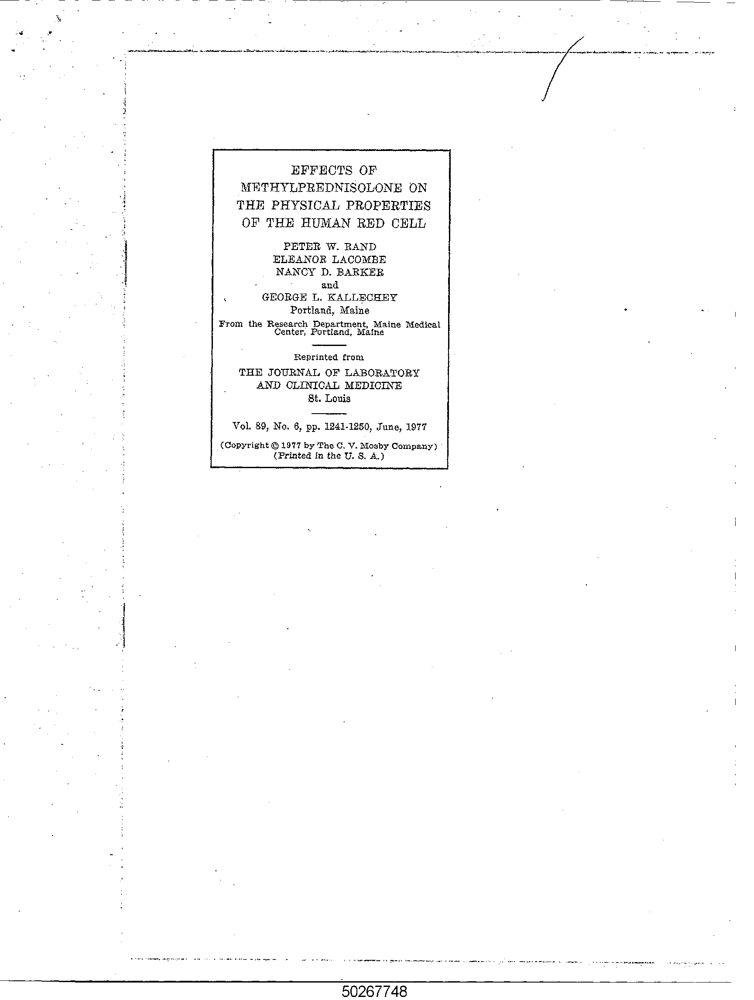 EFFECTS OF
METHYLPREDNISOLONE ON
THE PHYSICAL PROPERTIES
OF THE HUMAN RED CELL
PETER W. RAND
ELEANOR LACOMBE
NANCY D. BARKER
and
GEORGE L. KALLECHEY
Portland, Maine
From the Research Department, Maine Medical
Center, Portland, Maine
Reprinted from
THE JOURNAL OF LABORATORY
AND CLINICAL MEDICINE
St. Louis
Vol. 89, No. 6, pp. 1241-1250, June, 1977
(Copyright © 1977 by The C. V. Mosby Company)
(Printed in the U. S. A.)
50267748